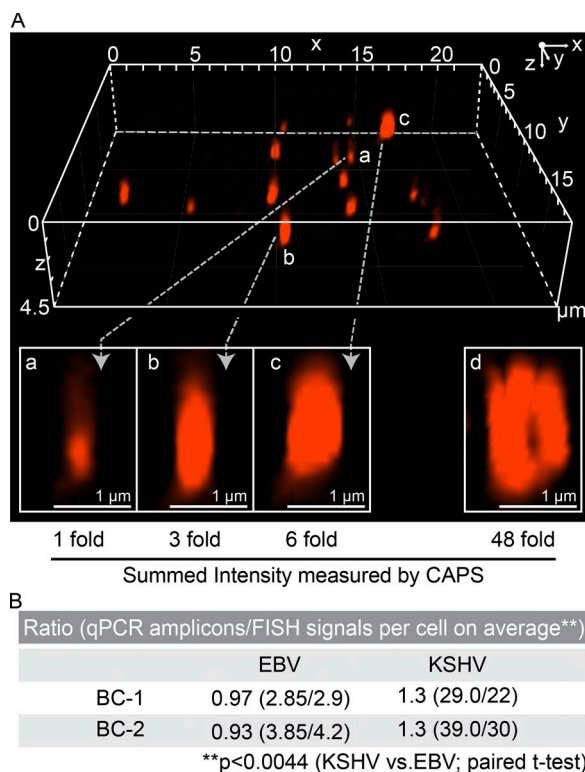 A
x
0 5 10 15 20
x
z y
0
5
10
15
y
c
a
b
0
z
4.5
µm
a b c d
1 µm 1 µm 1 µm 1 µm
1 fold 3 fold 6 fold 48 fold
Summed Intensity measured by CAPS
B
Ratio (qPCR amplicons/FISH signals per cell on average**)
EBV KSHV
BC-1 0.97 (2.85/2.9) 1.3 (29.0/22)
BC-2 0.93 (3.85/4.2) 1.3 (39.0/30)
**p<0.0044 (KSHV vs.EBV; paired t-test)